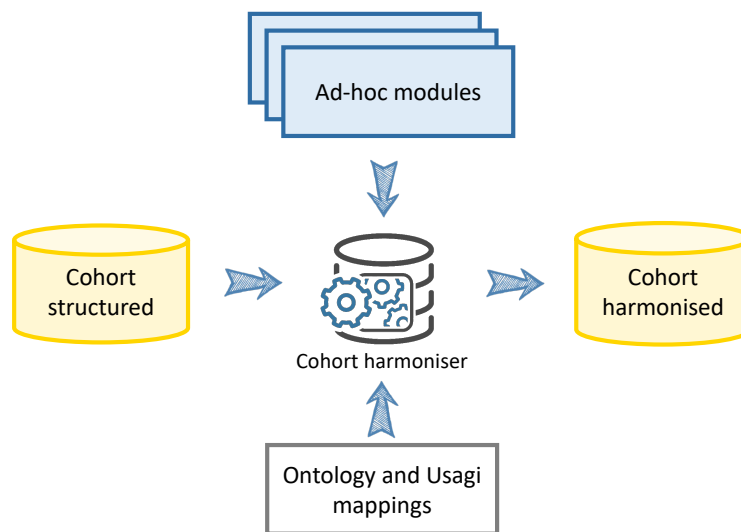 Ad-hoc modules
Cohort
structured
Cohort
harmonised
Cohort harmoniser
Ontology and Usagi
mappings